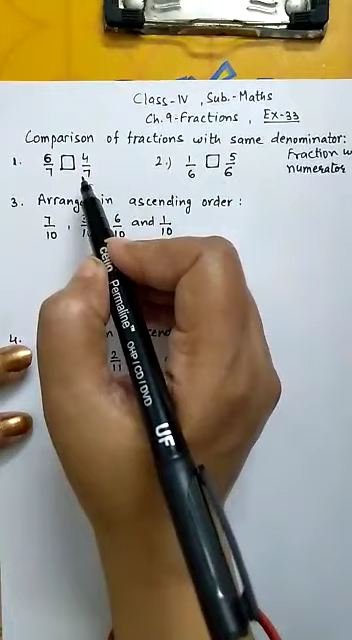 Class-IV, Sub.-Maths
Ch.9-Fractions, Ex-33
Comparison of fractions with same denominator:
Fraction
numerator
1. 6/7 □ 4/7 2.) 1/6 □ 5/6
3. Arrange in ascending order:
7/10, 6/10 and 1/10
4.
2/11
cello Permaline™ OHP/CD/DVD UF